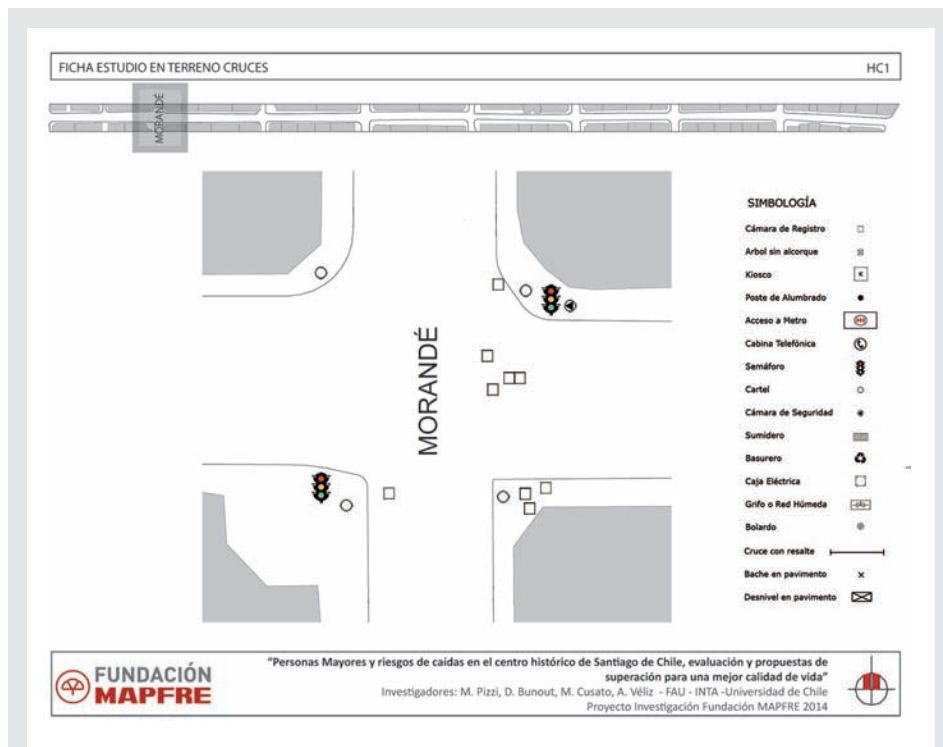 FICHA ESTUDIO EN TERRENO CRUCES
HC1
MORANDÉ
MORANDÉ
SIMBOLOGÍA
Cámara de Registro
Arbol sin alcorque
Kiosco
K
Poste de Alumbrado
Acceso a Metro
Cabina Telefónica
Semáforo
Cartel
Cámara de Seguridad
Sumidero
Basurero
Caja Eléctrica
Grifo o Red Húmeda
Bolardo
Cruce con resalte
Bache en pavimento
Desnivel en pavimento
FUNDACIÓN
MAPFRE
"Personas Mayores y riesgos de caídas en el centro histórico de Santiago de Chile, evaluación y propuestas de
superación para una mejor calidad de vida"
Investigadores: M. Pizzi, D. Bunout, M. Cusato, A. Véliz - FAU - INTA -Universidad de Chile
Proyecto Investigación Fundación MAPFRE 2014